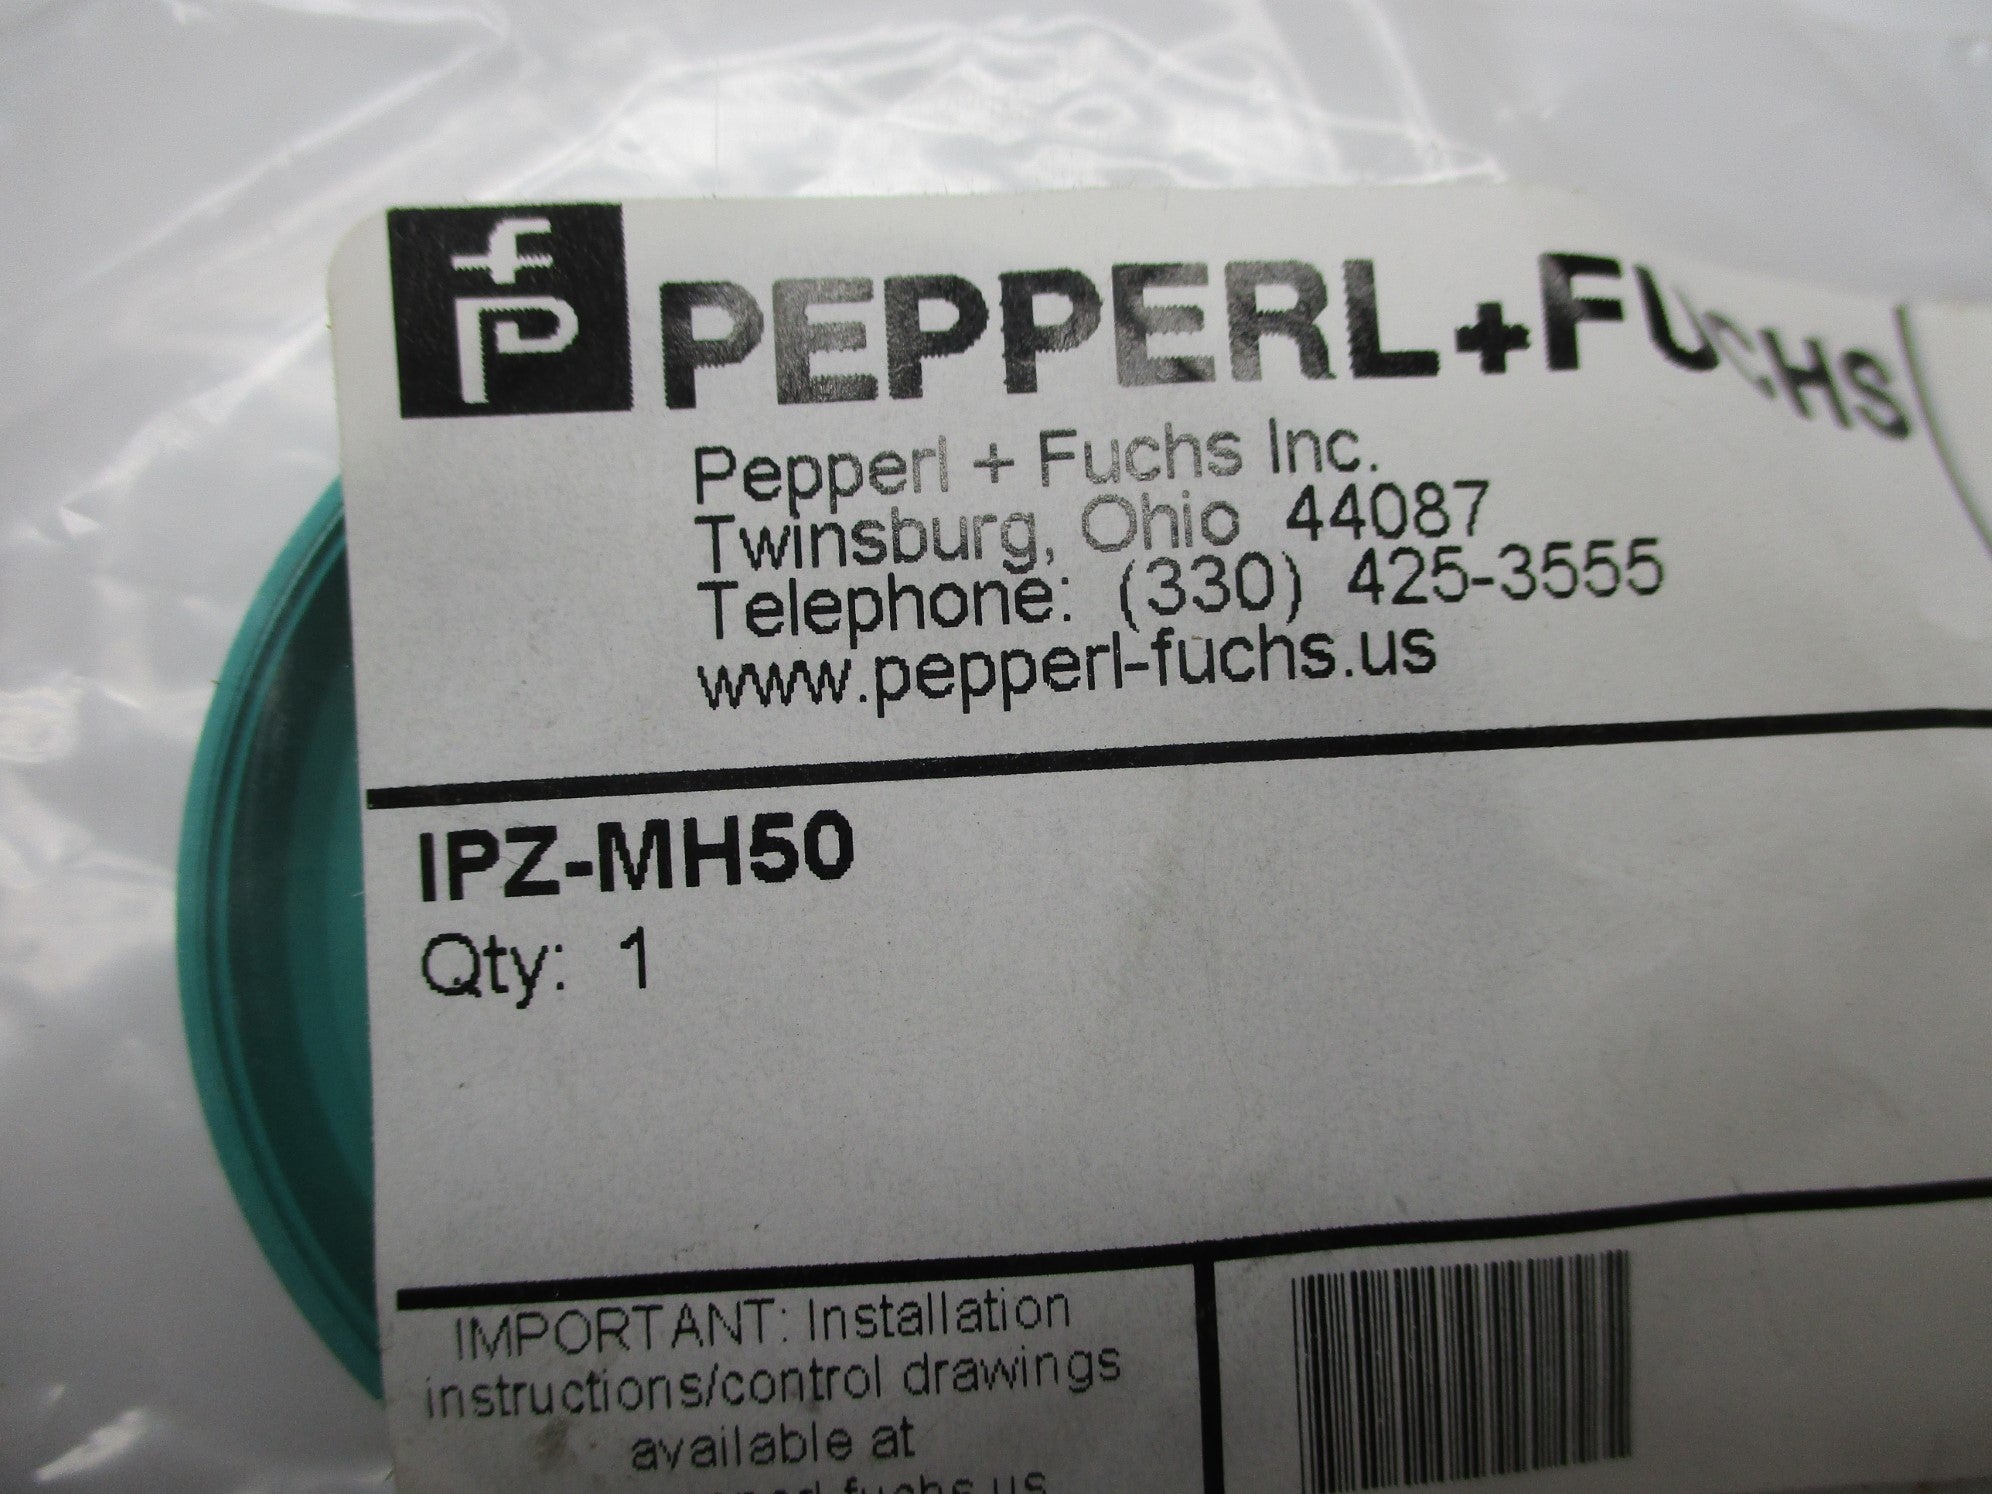 fp PEPPERL+FUCHS
Pepperl + Fuchs Inc.
Twinsburg, Ohio 44087
Telephone: (330) 425-3555
www.pepperl-fuchs.us
IPZ-MH50
Qty: 1
IMPORTANT: Installation
instructions/control drawings
available at